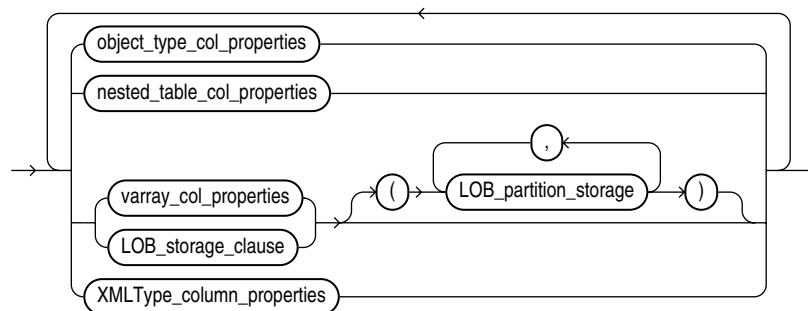 object_type_col_properties
nested_table_col_properties
varray_col_properties
LOB_storage_clause
(
,
LOB_partition_storage
)
XMLType_column_properties